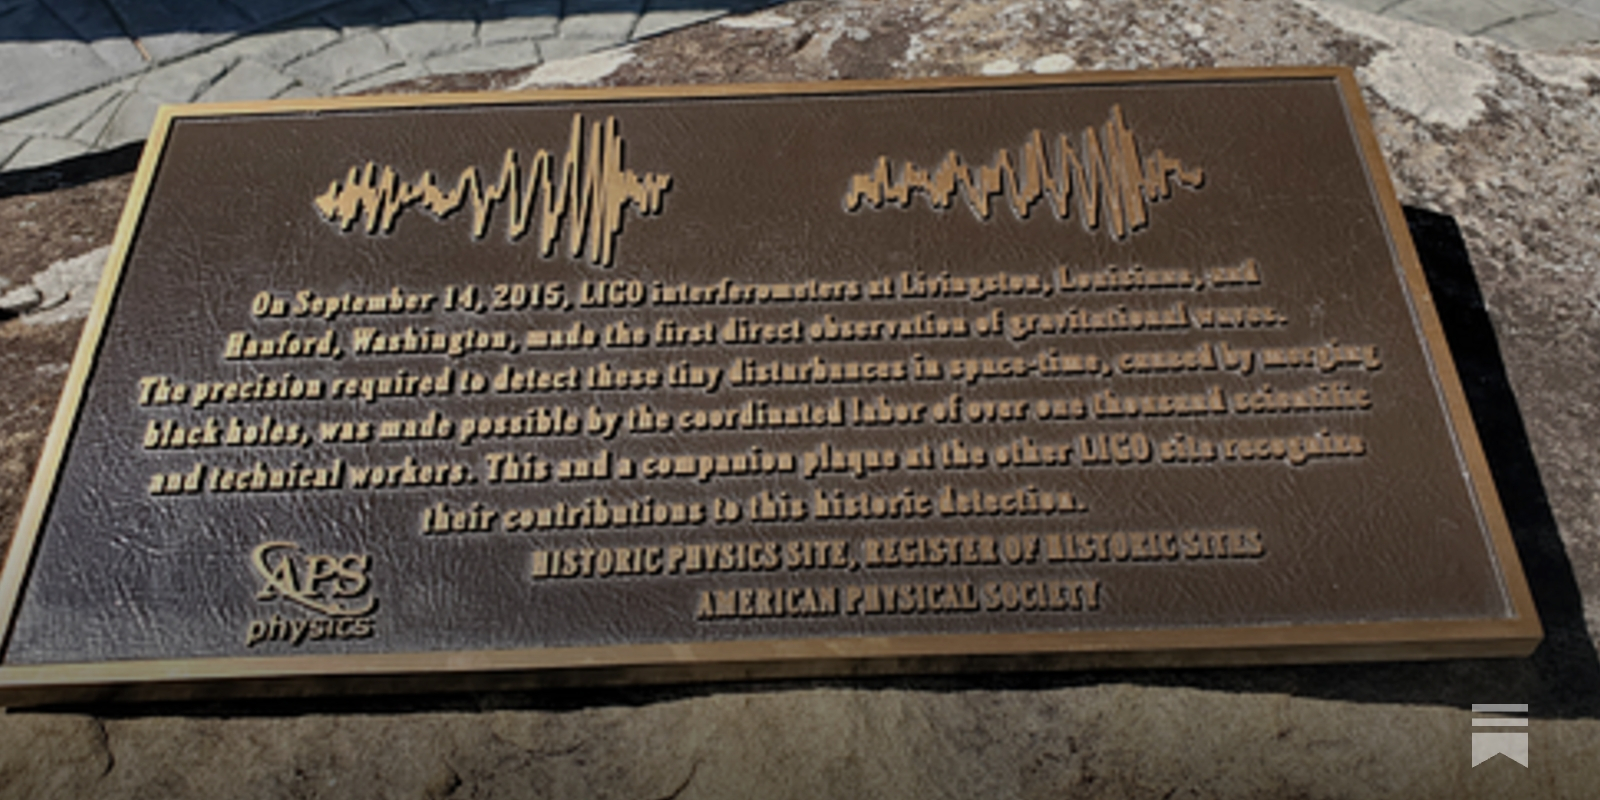 On September 14, 2015, LIGO interferometers at Livingston, Louisiana, and
Hanford, Washington, made the first direct observation of gravitational waves.
The precision required to detect these tiny disturbances in space-time, caused by merging
black holes, was made possible by the coordinated labor of over one thousand scientific
and technical workers. This and a companion plaque at the other LIGO site recognize
their contributions to this historic detection.
HISTORIC PHYSICS SITE, REGISTER OF HISTORIC SITES
AMERICAN PHYSICAL SOCIETY
APS
physics